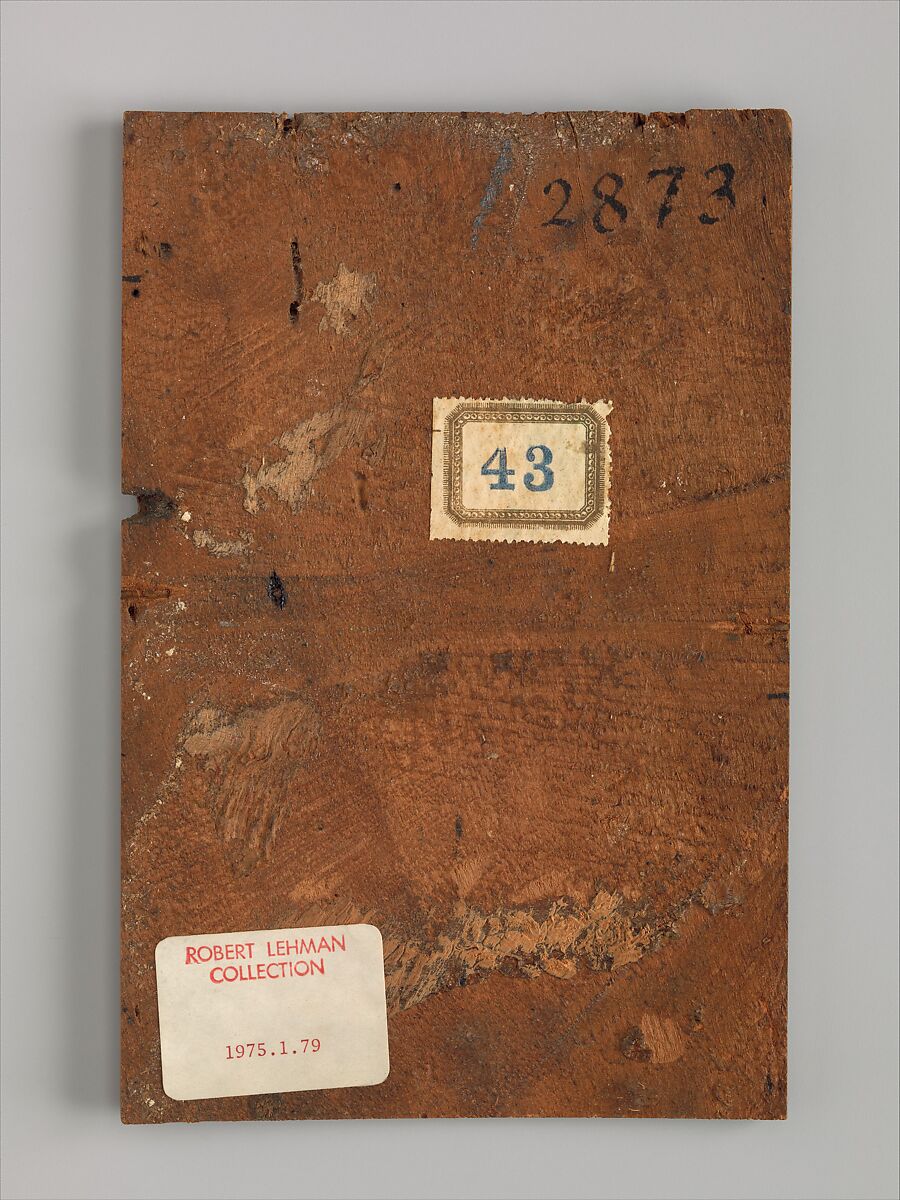 2873
43
ROBERT LEHMAN
COLLECTION
1975.1.79